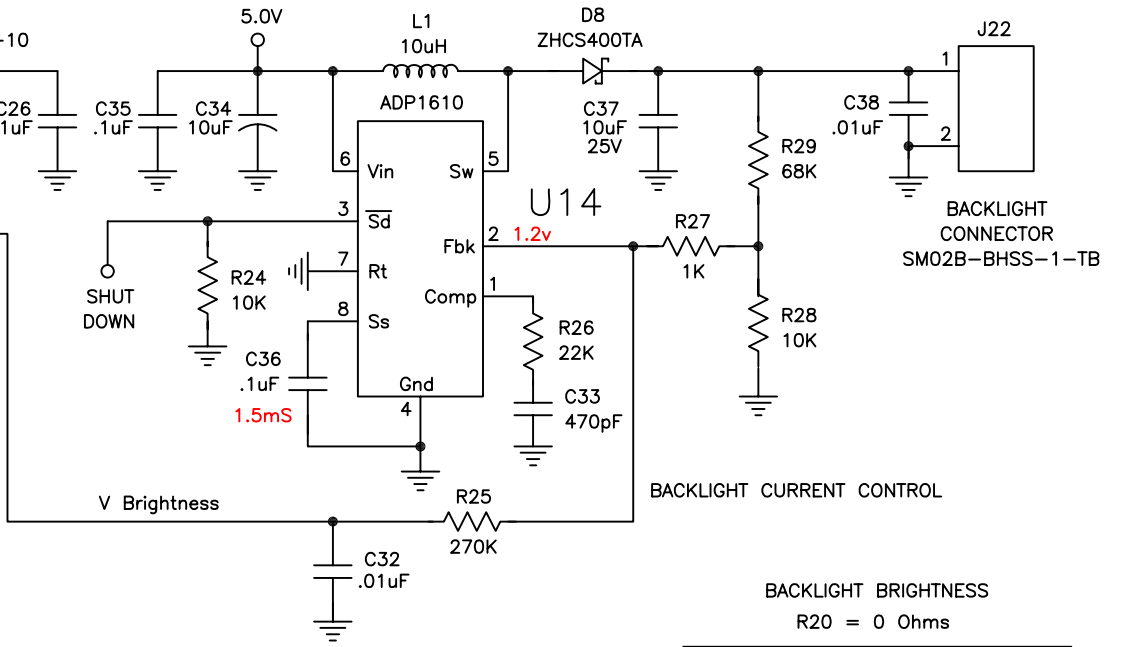 5.0V
L1
10uH
D8
ZHCS400TA
J22
-10
C26
1uF
C35
.1uF
C34
10uF
ADP1610
C37
10uF
25V
C38
.01uF
1
2
R29
68K
6
Vin
Sw
5
U14
3
Sd
Fbk
2
1.2v
R27
1K
BACKLIGHT
CONNECTOR
SM02B-BHSS-1-TB
SHUT
DOWN
R24
10K
7
Rt
Comp
1
8
Ss
R26
22K
R28
10K
C36
.1uF
1.5mS
Gnd
4
C33
470pF
V Brightness
R25
270K
BACKLIGHT CURRENT CONTROL
C32
.01uF
BACKLIGHT BRIGHTNESS
R20 = 0 Ohms